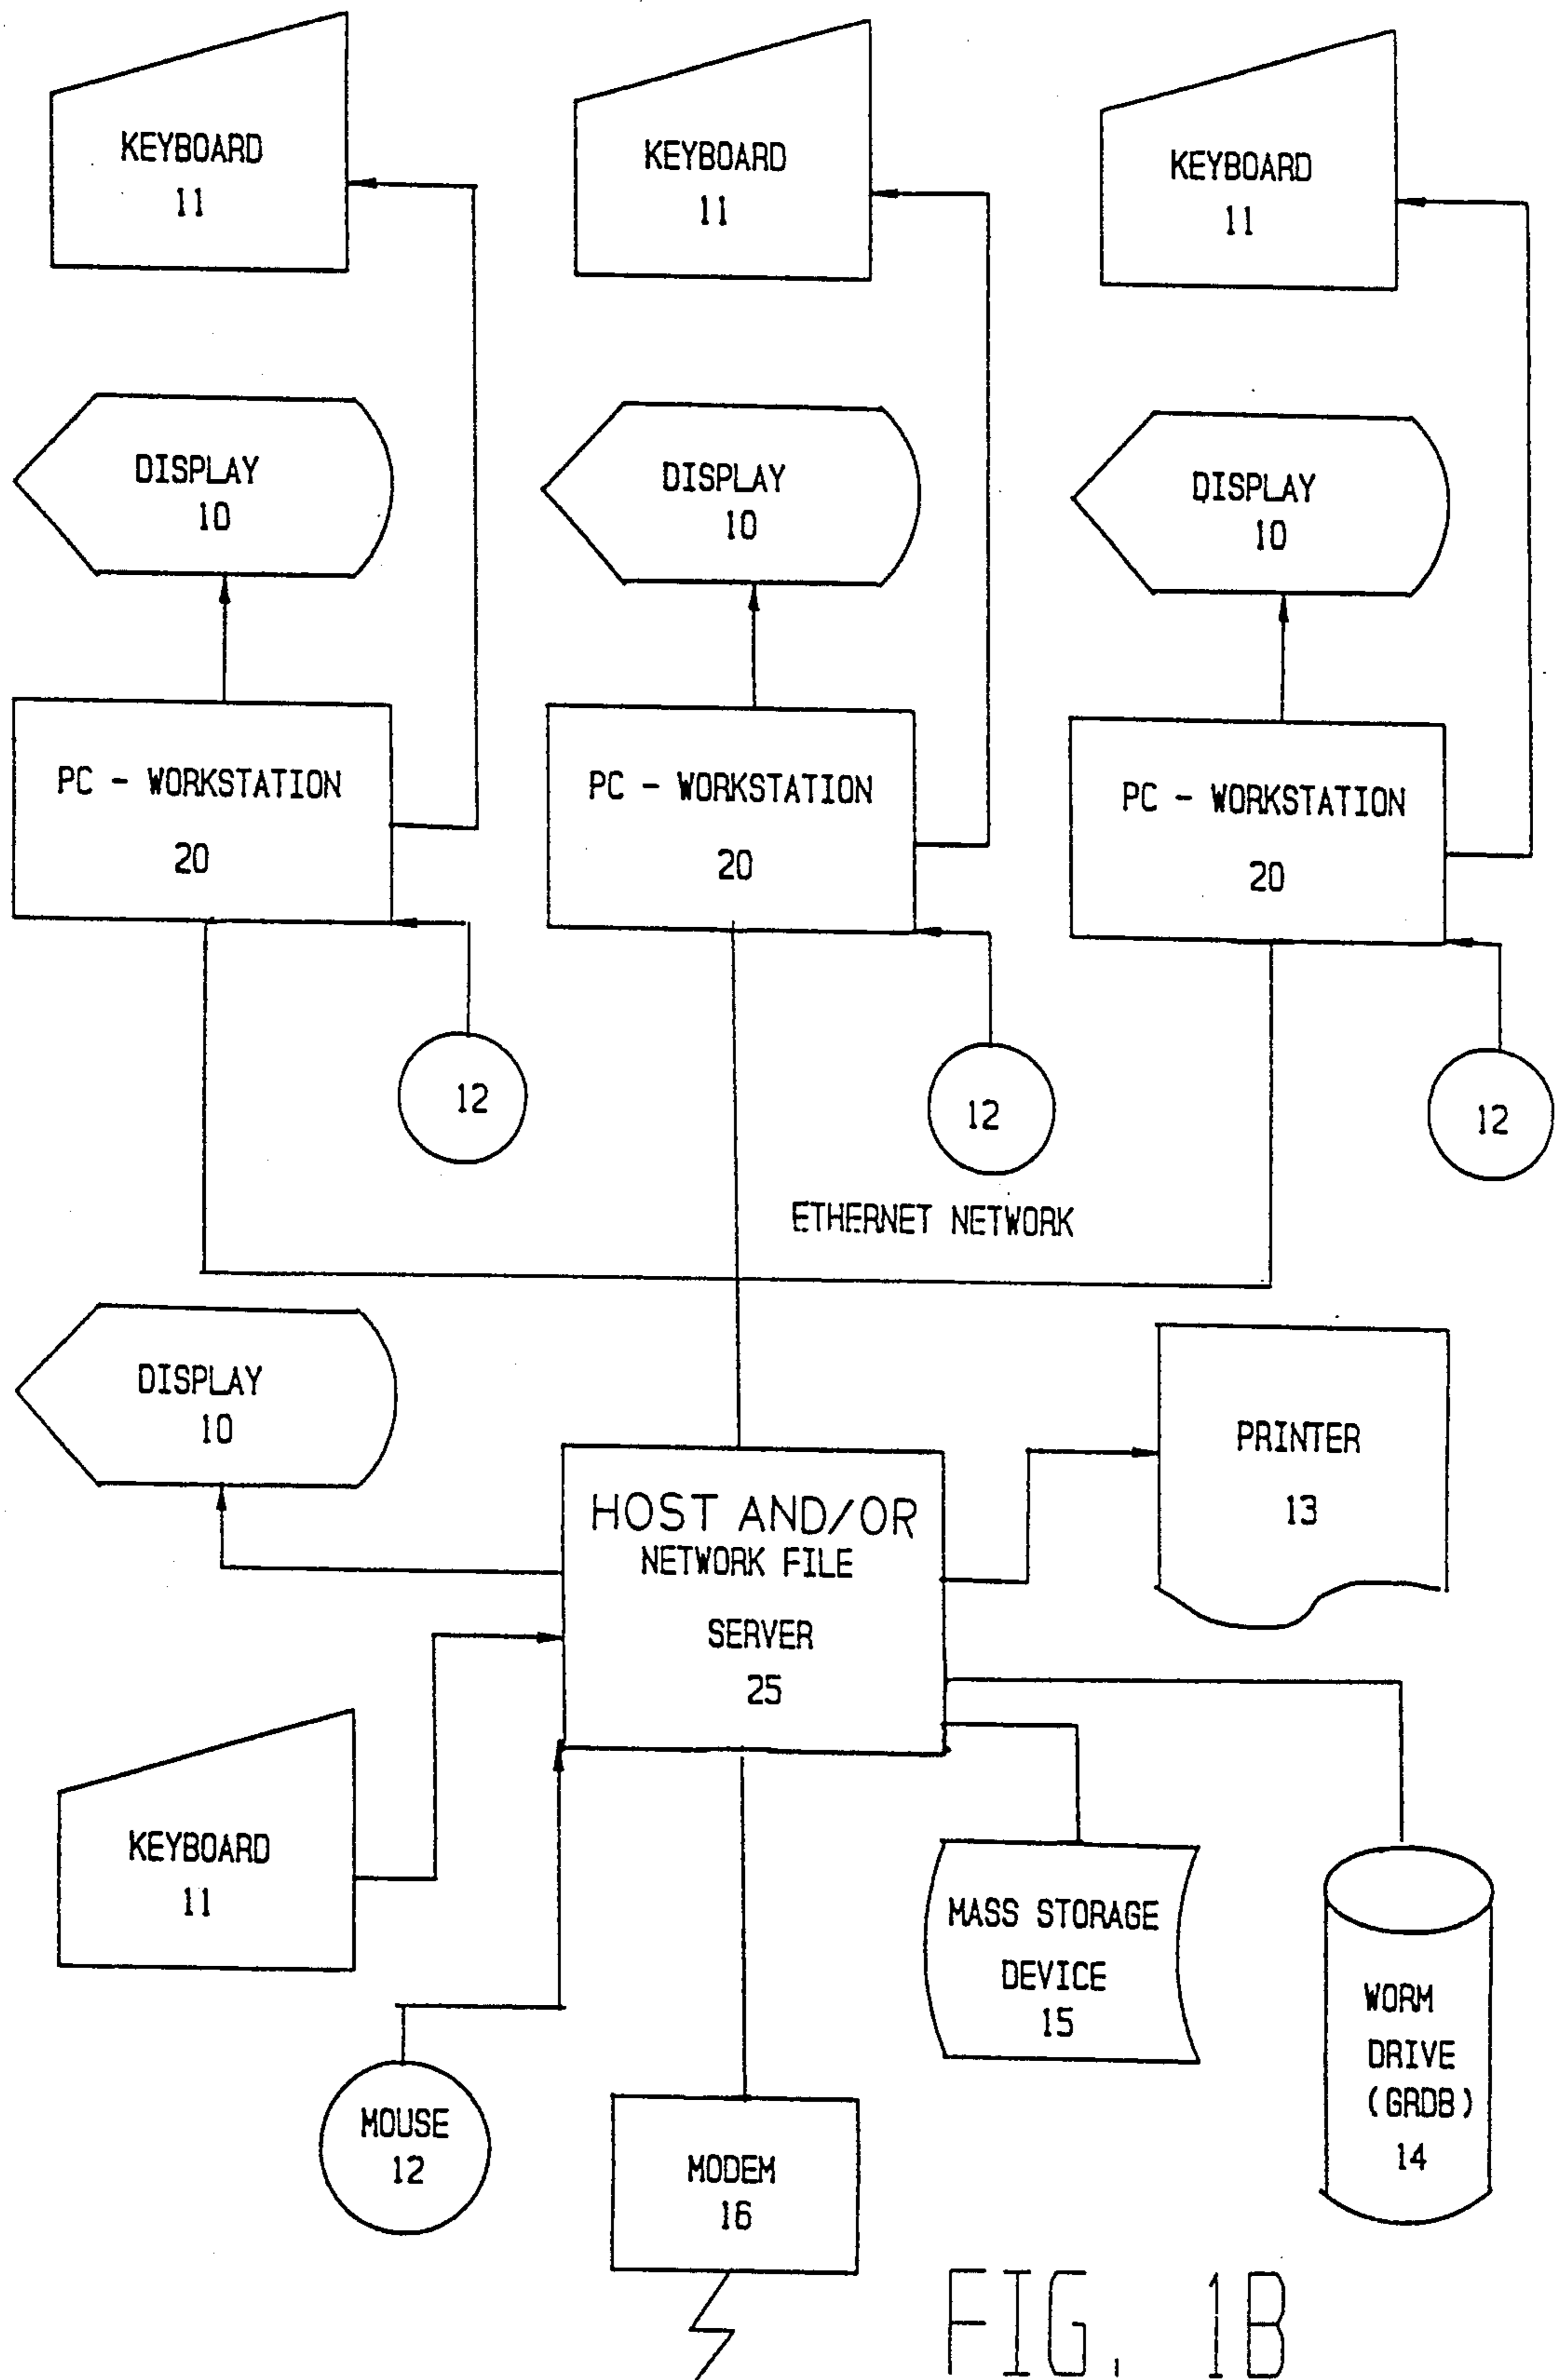 KEYBOARD
11
KEYBOARD
11
KEYBOARD
11
DISPLAY
10
DISPLAY
10
DISPLAY
10
PC - WORKSTATION
20
PC - WORKSTATION
20
PC - WORKSTATION
20
12
12
12
ETHERNET NETWORK
DISPLAY
10
HOST AND/OR
NETWORK FILE
SERVER
25
PRINTER
13
KEYBOARD
11
MASS STORAGE
DEVICE
15
WORM
DRIVE
(GRDB)
14
MOUSE
12
MODEM
16
FIG. 1B